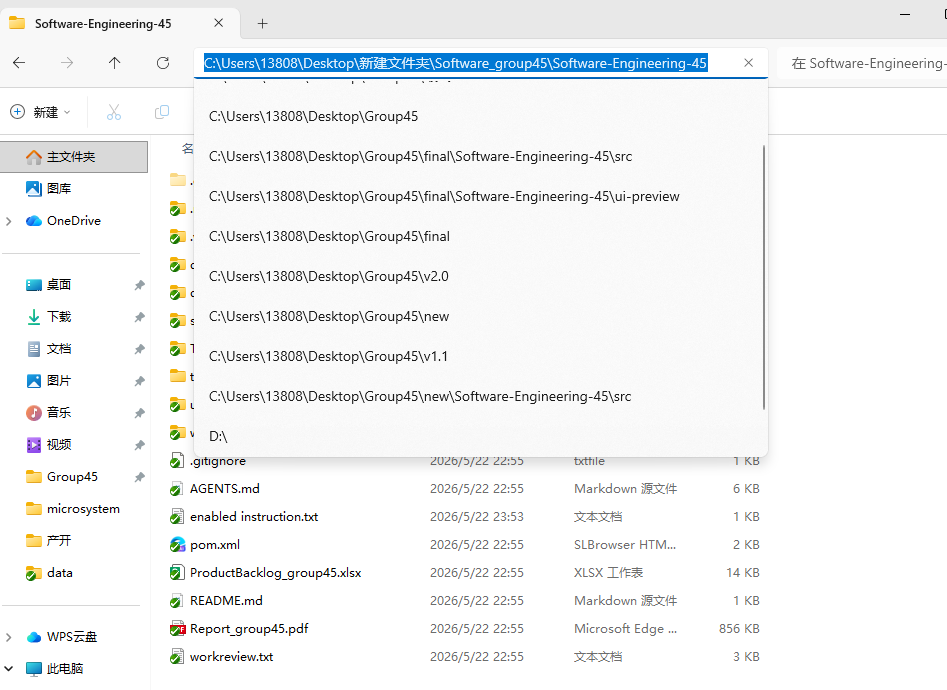 Software-Engineering-45
C:\Users\13808\Desktop\新建文件夹\Software_group45\Software-Engineering-45
在 Software-Engineering-
新建
C:\Users\13808\Desktop\Group45
C:\Users\13808\Desktop\Group45\final\Software-Engineering-45\src
C:\Users\13808\Desktop\Group45\final\Software-Engineering-45\ui-preview
C:\Users\13808\Desktop\Group45\final
C:\Users\13808\Desktop\Group45\v2.0
C:\Users\13808\Desktop\Group45\new
C:\Users\13808\Desktop\Group45\v1.1
C:\Users\13808\Desktop\Group45\new\Software-Engineering-45\src
D:\
主文件夹
图库
OneDrive
桌面
下载
文档
图片
音乐
视频
Group45
microsystem
产开
data
WPS云盘
此电脑
名
.gitignore 2026/5/22 22:55 txtfile 1 KB
AGENTS.md 2026/5/22 22:55 Markdown 源文件 6 KB
enabled instruction.txt 2026/5/22 23:53 文本文档 1 KB
pom.xml 2026/5/22 22:55 SLBrowser HTM... 2 KB
ProductBacklog_group45.xlsx 2026/5/22 22:55 XLSX 工作表 14 KB
README.md 2026/5/22 22:55 Markdown 源文件 1 KB
Report_group45.pdf 2026/5/22 22:55 Microsoft Edge ... 856 KB
workreview.txt 2026/5/22 22:55 文本文档 3 KB